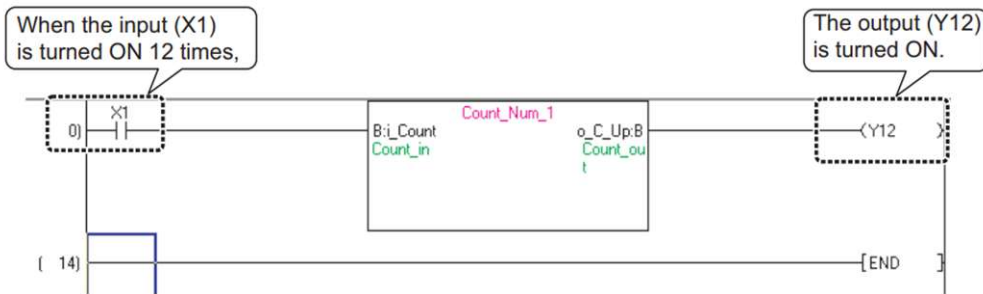 When the input (X1)
is turned ON 12 times,
The output (Y12)
is turned ON.
0)
X1
Count_Num_1
B:i_Count
Count_in
o_C_Up:B
Count_ou
t
(Y12 )
( 14)
[END ]